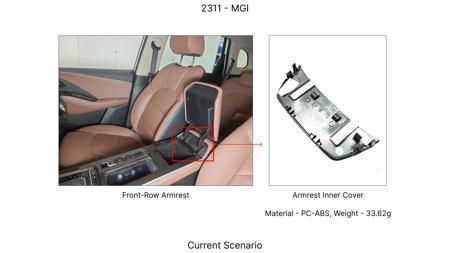 2311 - MGI
Front-Row Armrest
Armrest Inner Cover
Material - PC-ABS, Weight - 33.62g
Current Scenario